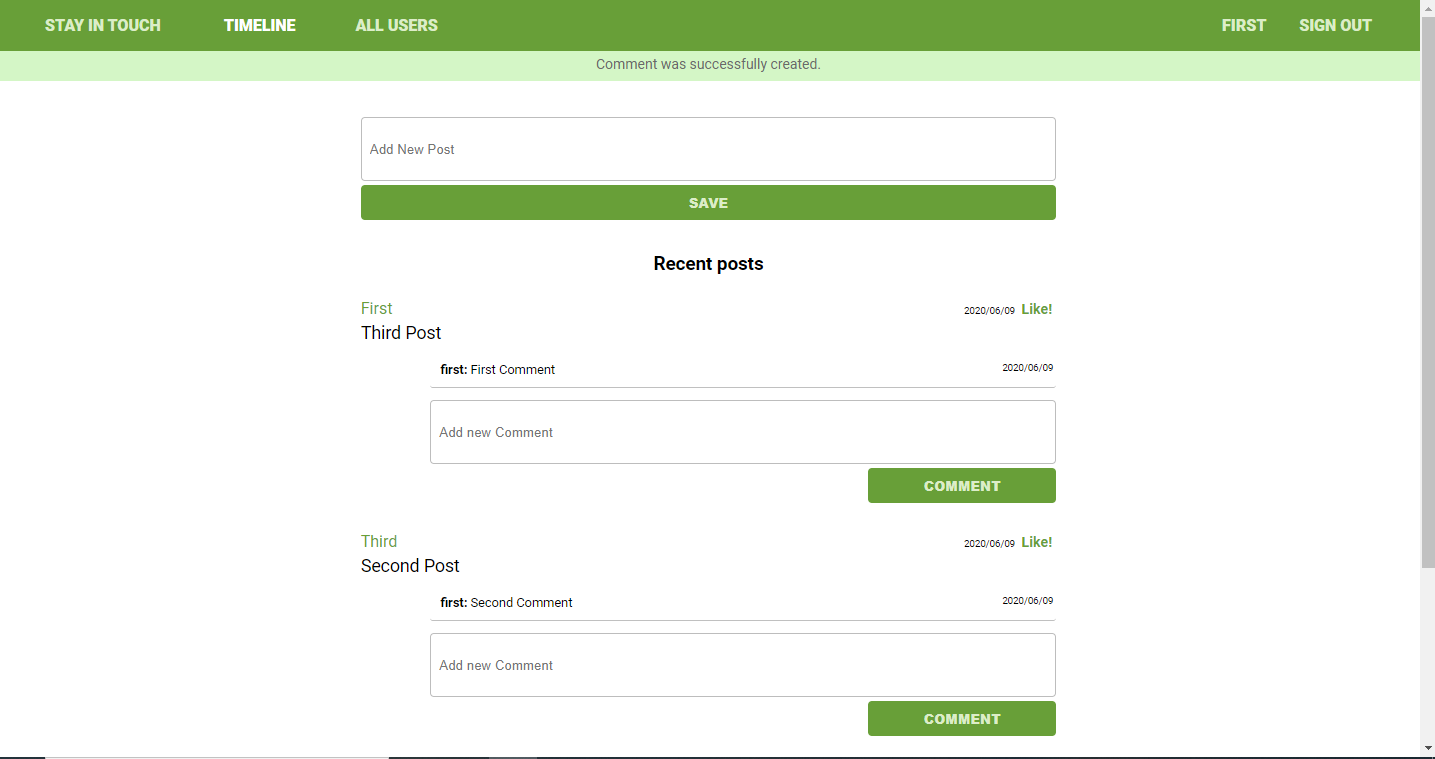 STAY IN TOUCH TIMELINE ALL USERS FIRST SIGN OUT
Comment was successfully created.
Add New Post
SAVE
Recent posts
First 2020/06/09 Like!
Third Post
first: First Comment 2020/06/09
Add new Comment
COMMENT
Third 2020/06/09 Like!
Second Post
first: Second Comment 2020/06/09
Add new Comment
COMMENT